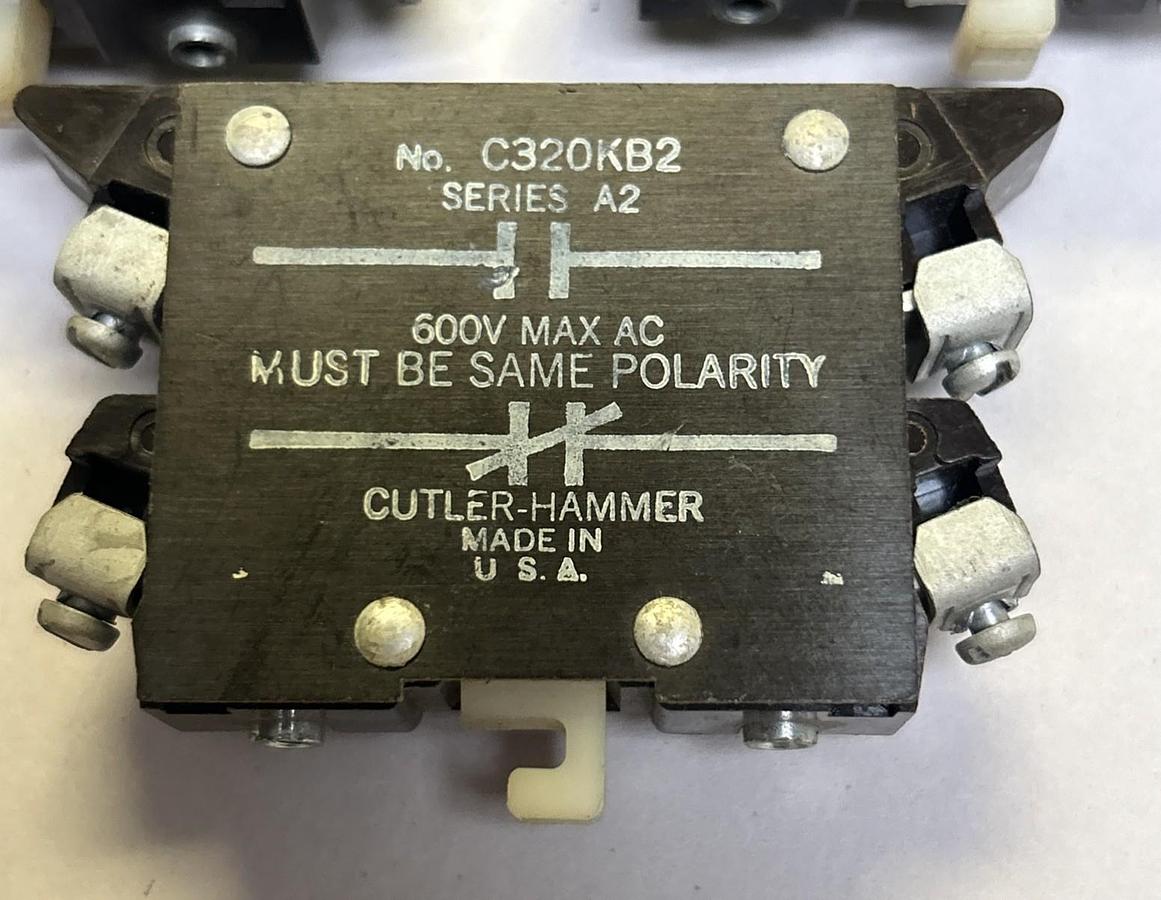 No. C320KB2
SERIES A2
600V MAX AC
MUST BE SAME POLARITY
CUTLER-HAMMER
MADE IN
U S.A.